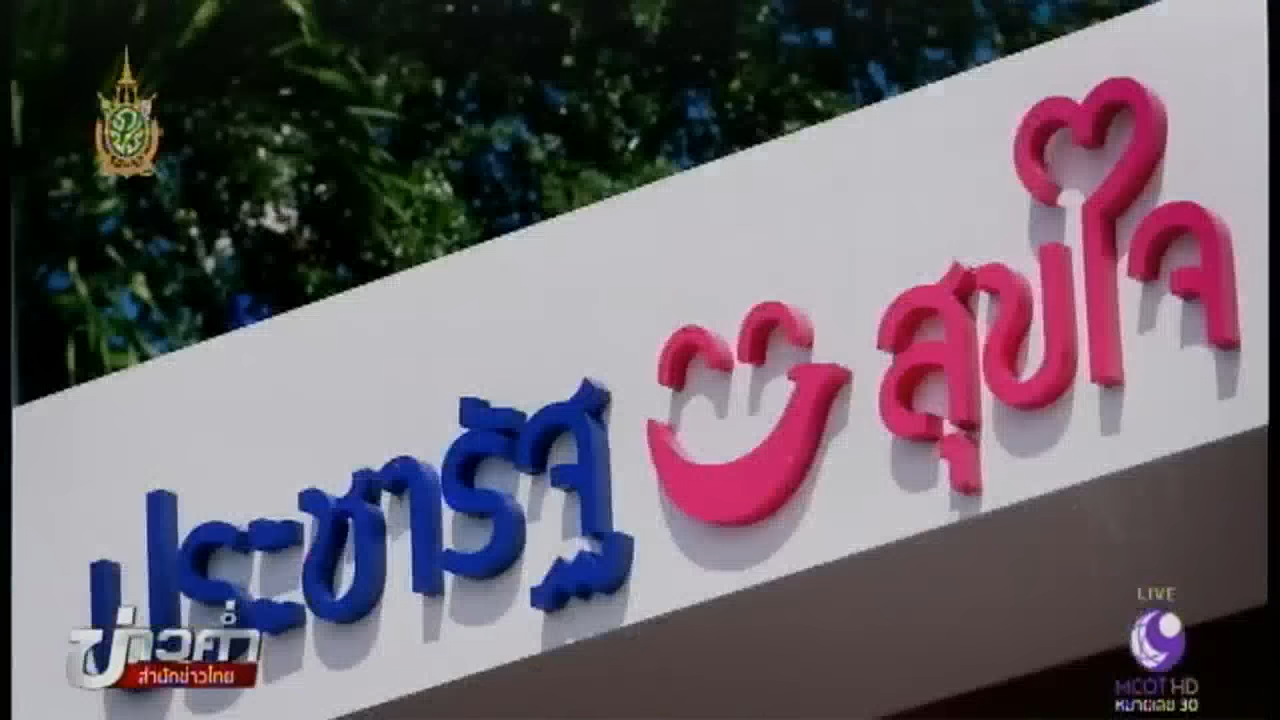 ประชารัฐ สุขใจ
ข่าวค่ำ
สำนักข่าวไทย
LIVE
MCOT HD
หมายเลข 30